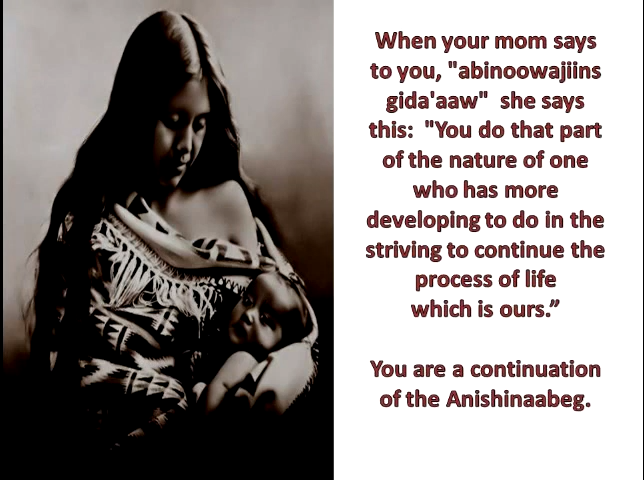 When your mom says
to you, "abinoowajiins
gida'aaw"  she says
this:  "You do that part
of the nature of one
who has more
developing to do in the
striving to continue the
process of life
which is ours.”
You are a continuation
of the Anishinaabeg.